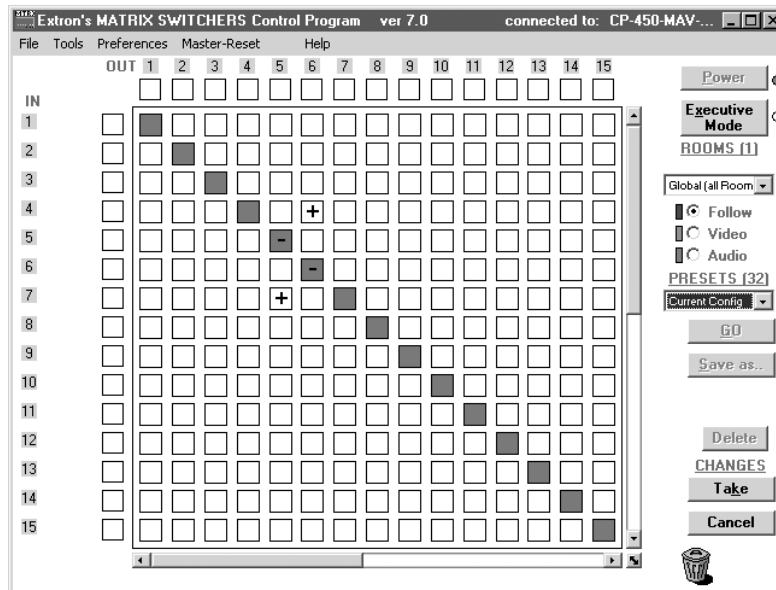 Extron's MATRIX SWITCHERS Control Program ver 7.0 connected to: CP-450-MAV-...
File Tools Preferences Master-Reset Help
OUT 1 2 3 4 5 6 7 8 9 10 11 12 13 14 15
IN
1
2
3
4 +
5 -
6 -
7 +
8
9
10
11
12
13
14
15
Power
Executive
Mode
ROOMS (1)
Global (all Room
Follow
Video
Audio
PRESETS (32)
Current Config
GO
Save as..
Delete
CHANGES
Take
Cancel